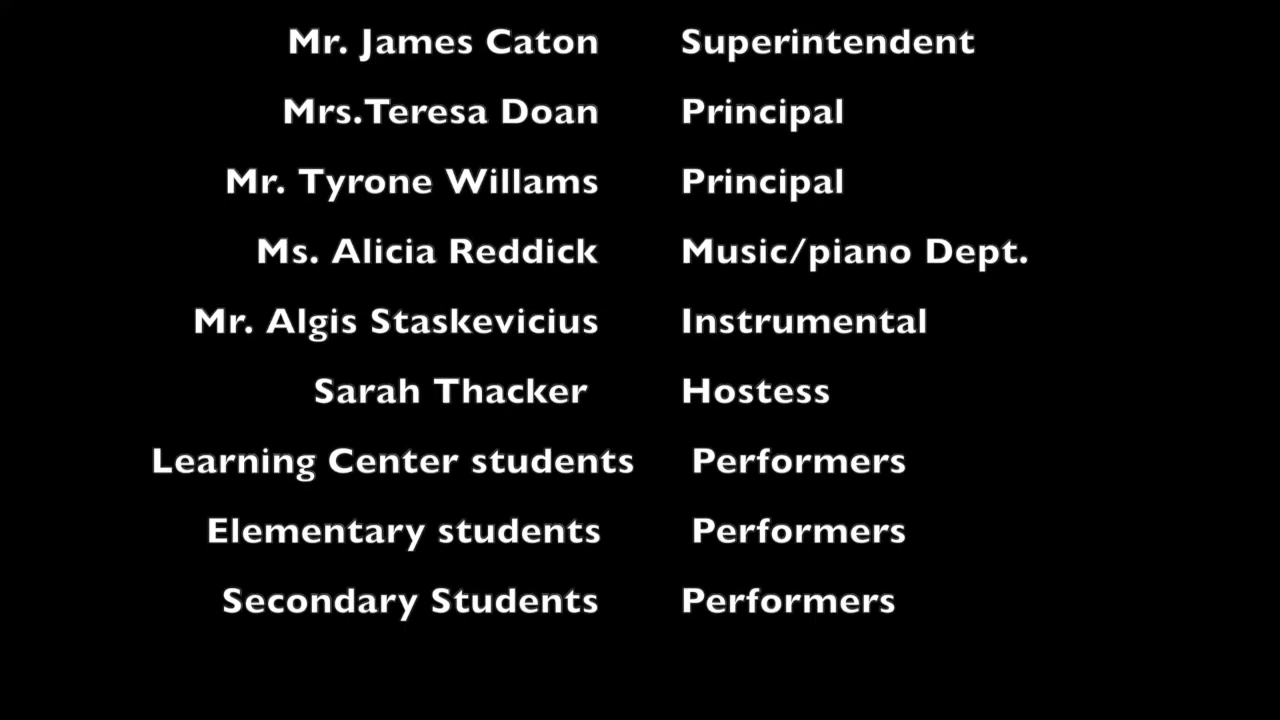 Mr. James Caton Superintendent
Mrs.Teresa Doan Principal
Mr. Tyrone Willams Principal
Ms. Alicia Reddick Music/piano Dept.
Mr. Algis Staskevicius Instrumental
Sarah Thacker Hostess
Learning Center students Performers
Elementary students Performers
Secondary Students Performers